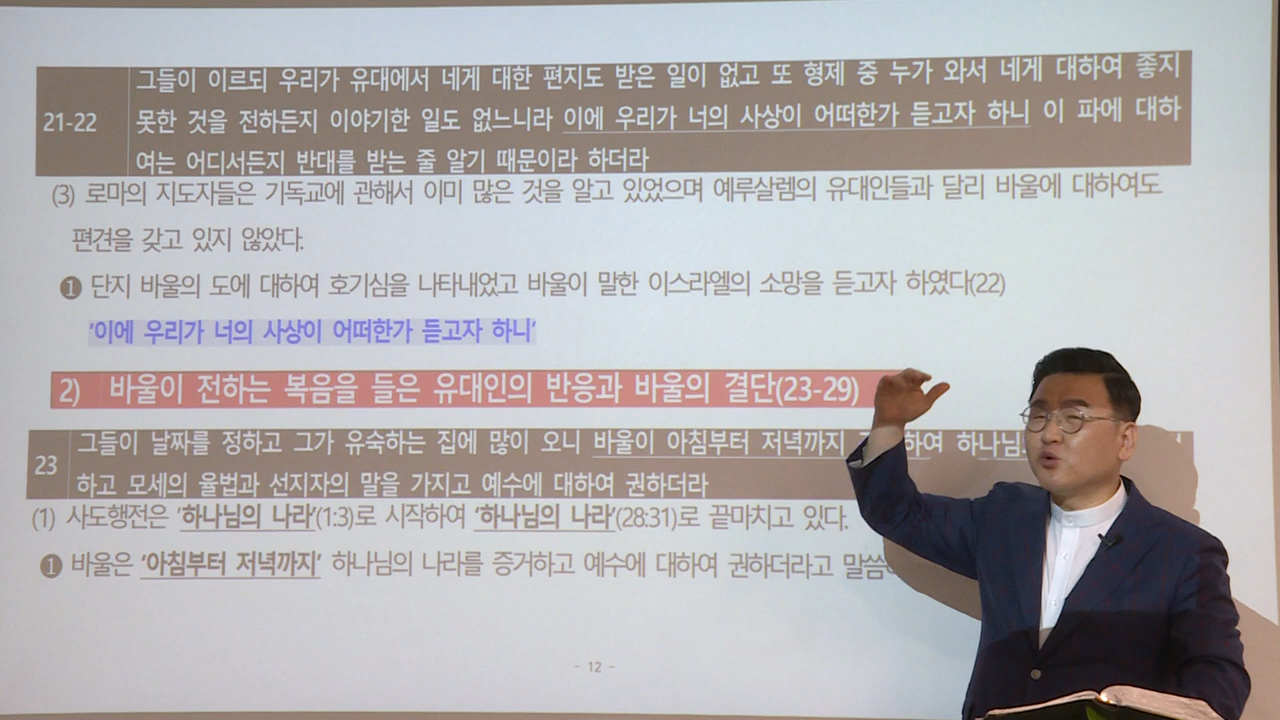 그들이 이르되 우리가 유대에서 네게 대한 편지도 받은 일이 없고 또 형제 중 누가 와서 네게 대하여 좋지
21-22 못한 것을 전하든지 이야기한 일도 없느니라 이에 우리가 너의 사상이 어떠한가 듣고자 하니 이 파에 대하
여는 어디서든지 반대를 받는 줄 알기 때문이라 하더라
(3) 로마의 지도자들은 기독교에 관해서 이미 많은 것을 알고 있었으며 예루살렘의 유대인들과 달리 바울에 대하여도
편견을 갖고 있지 않았다.
❶ 단지 바울의 도에 대하여 호기심을 나타내었고 바울이 말한 이스라엘의 소망을 듣고자 하였다(22)
‘이에 우리가 너의 사상이 어떠한가 듣고자 하니’
2) 바울이 전하는 복음을 들은 유대인의 반응과 바울의 결단(23-29)
23 그들이 날짜를 정하고 그가 유숙하는 집에 많이 오니 바울이 아침부터 저녁까지 하여
하고 모세의 율법과 선지자의 말을 가지고 예수에 대하여 권하더라
(1) 사도행전은 ‘하나님의 나라’(1:3)로 시작하여 ‘하나님의 나라’(28:31)로 끝마치고 있다.
❶ 바울은 ‘아침부터 저녁까지’ 하나님의 나라를 증거하고 예수에 대하여 권하더라고
- 12 -